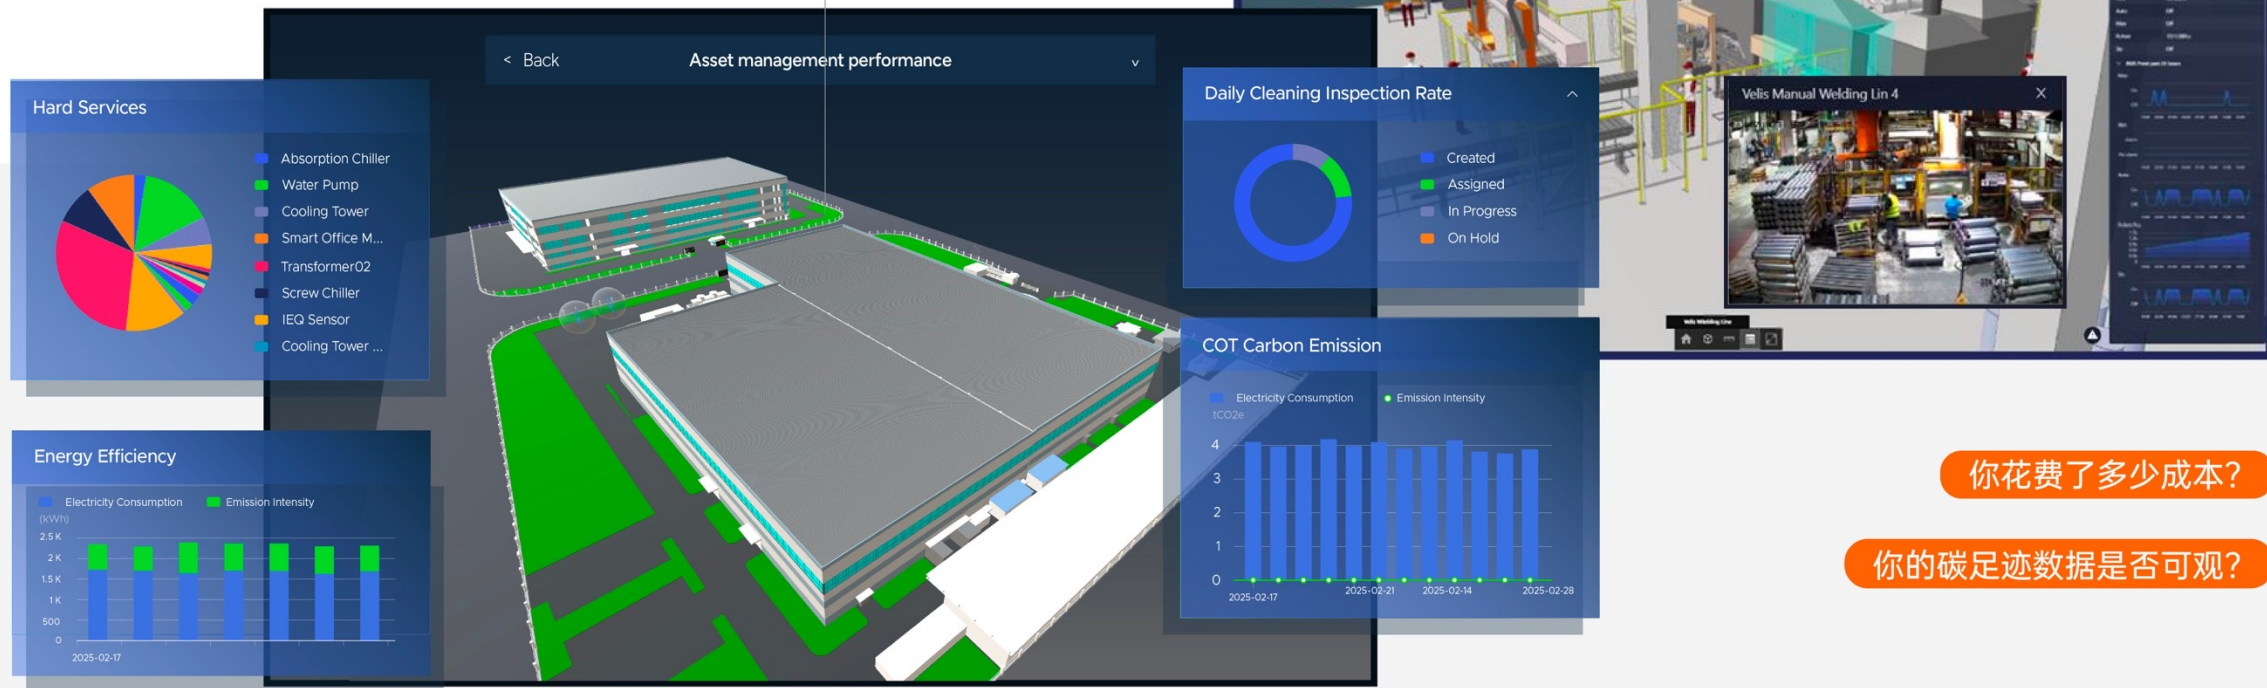 < Back
Asset management performance
Hard Services
Absorption Chiller
Water Pump
Cooling Tower
Smart Office M...
Transformer02
Screw Chiller
IEQ Sensor
Cooling Tower ...
Energy Efficiency
Electricity Consumption
Emission Intensity
(kWh)
2.5 K
2 K
1.5 K
1 K
500
0
2025-02-17
Daily Cleaning Inspection Rate
Created
Assigned
In Progress
On Hold
COT Carbon Emission
Electricity Consumption
Emission Intensity
tCO2e
4
3
2
1
0
2025-02-17
2025-02-21
2025-02-14
2025-02-28
Velis Manual Welding Lin 4
X
Velis Welding Line
你花费了多少成本?
你的碳足迹数据是否可观?